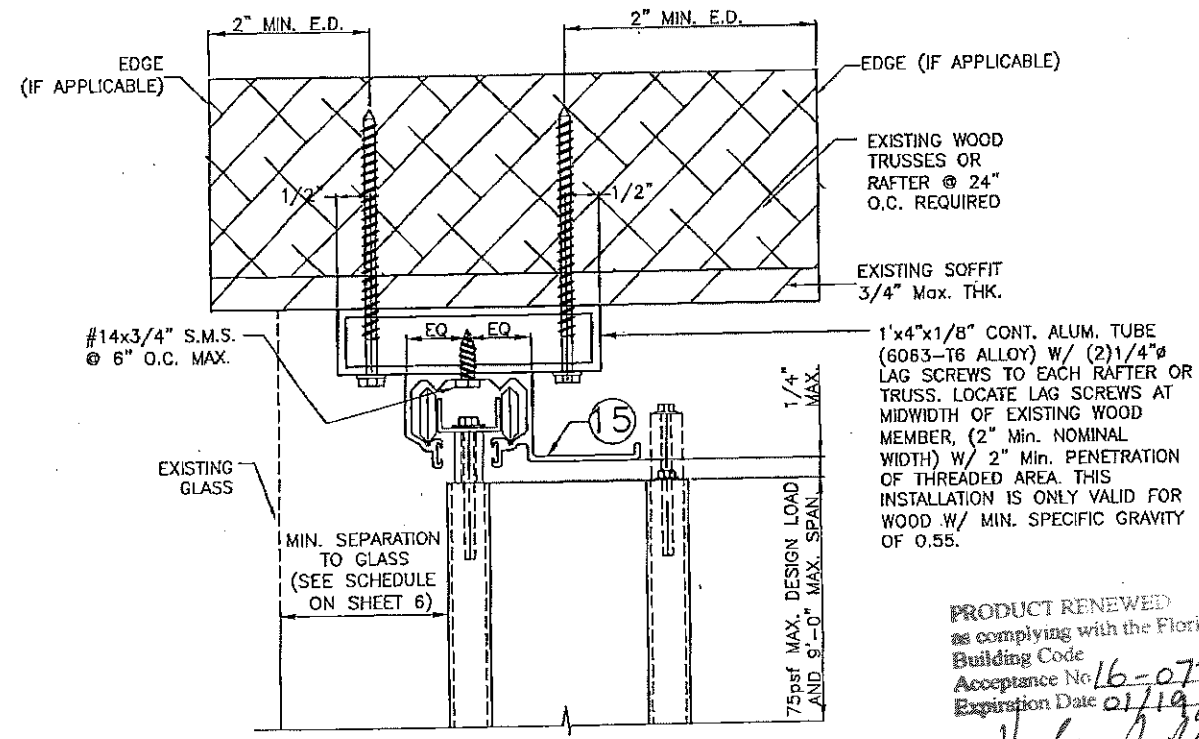 2" MIN. E.D.
2" MIN. E.D.
EDGE
(IF APPLICABLE)
EDGE (IF APPLICABLE)
EXISTING WOOD
TRUSSES OR
RAFTER @ 24"
O.C. REQUIRED
1/2"
1/2"
EXISTING SOFFIT
3/4" Max. THK.
#14x3/4" S.M.S.
@ 6" O.C. MAX.
EQ
EQ
1'x4"x1/8" CONT. ALUM. TUBE
(6063-T6 ALLOY) W/ (2)1/4"ø
LAG SCREWS TO EACH RAFTER OR
TRUSS. LOCATE LAG SCREWS AT
MIDWIDTH OF EXISTING WOOD
MEMBER, (2" Min. NOMINAL
WIDTH) W/ 2" Min. PENETRATION
OF THREADED AREA. THIS
INSTALLATION IS ONLY VALID FOR
WOOD W/ MIN. SPECIFIC GRAVITY
OF 0.55.
1/4"
MAX.
15
EXISTING
GLASS
MIN. SEPARATION
TO GLASS
(SEE SCHEDULE
ON SHEET 6)
75psf MAX. DESIGN LOAD
AND 9'-0" MAX. SPAN
PRODUCT RENEWED
as complying with the Flori
Building Code
Acceptance No 16-07
Expiration Date 01/19